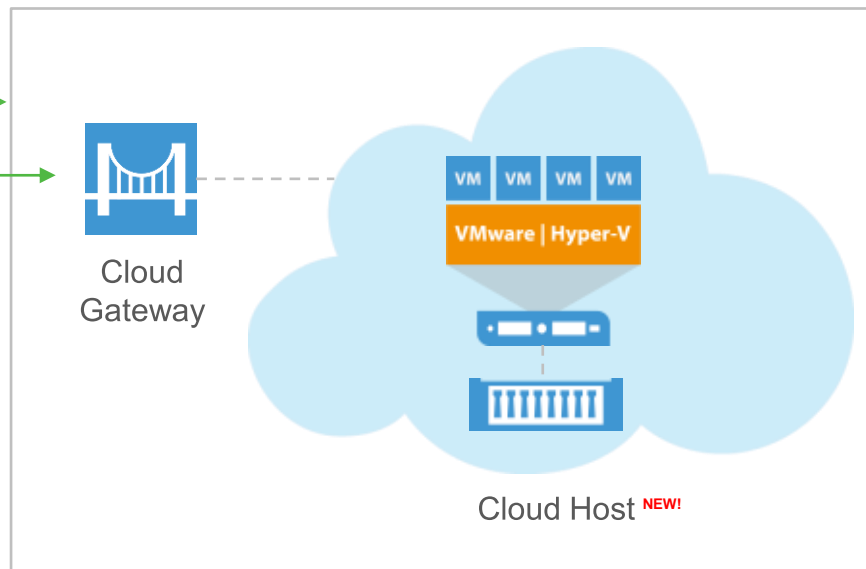 VM VM VM VM
VMware | Hyper-V
Cloud
Gateway
Cloud Host NEW!